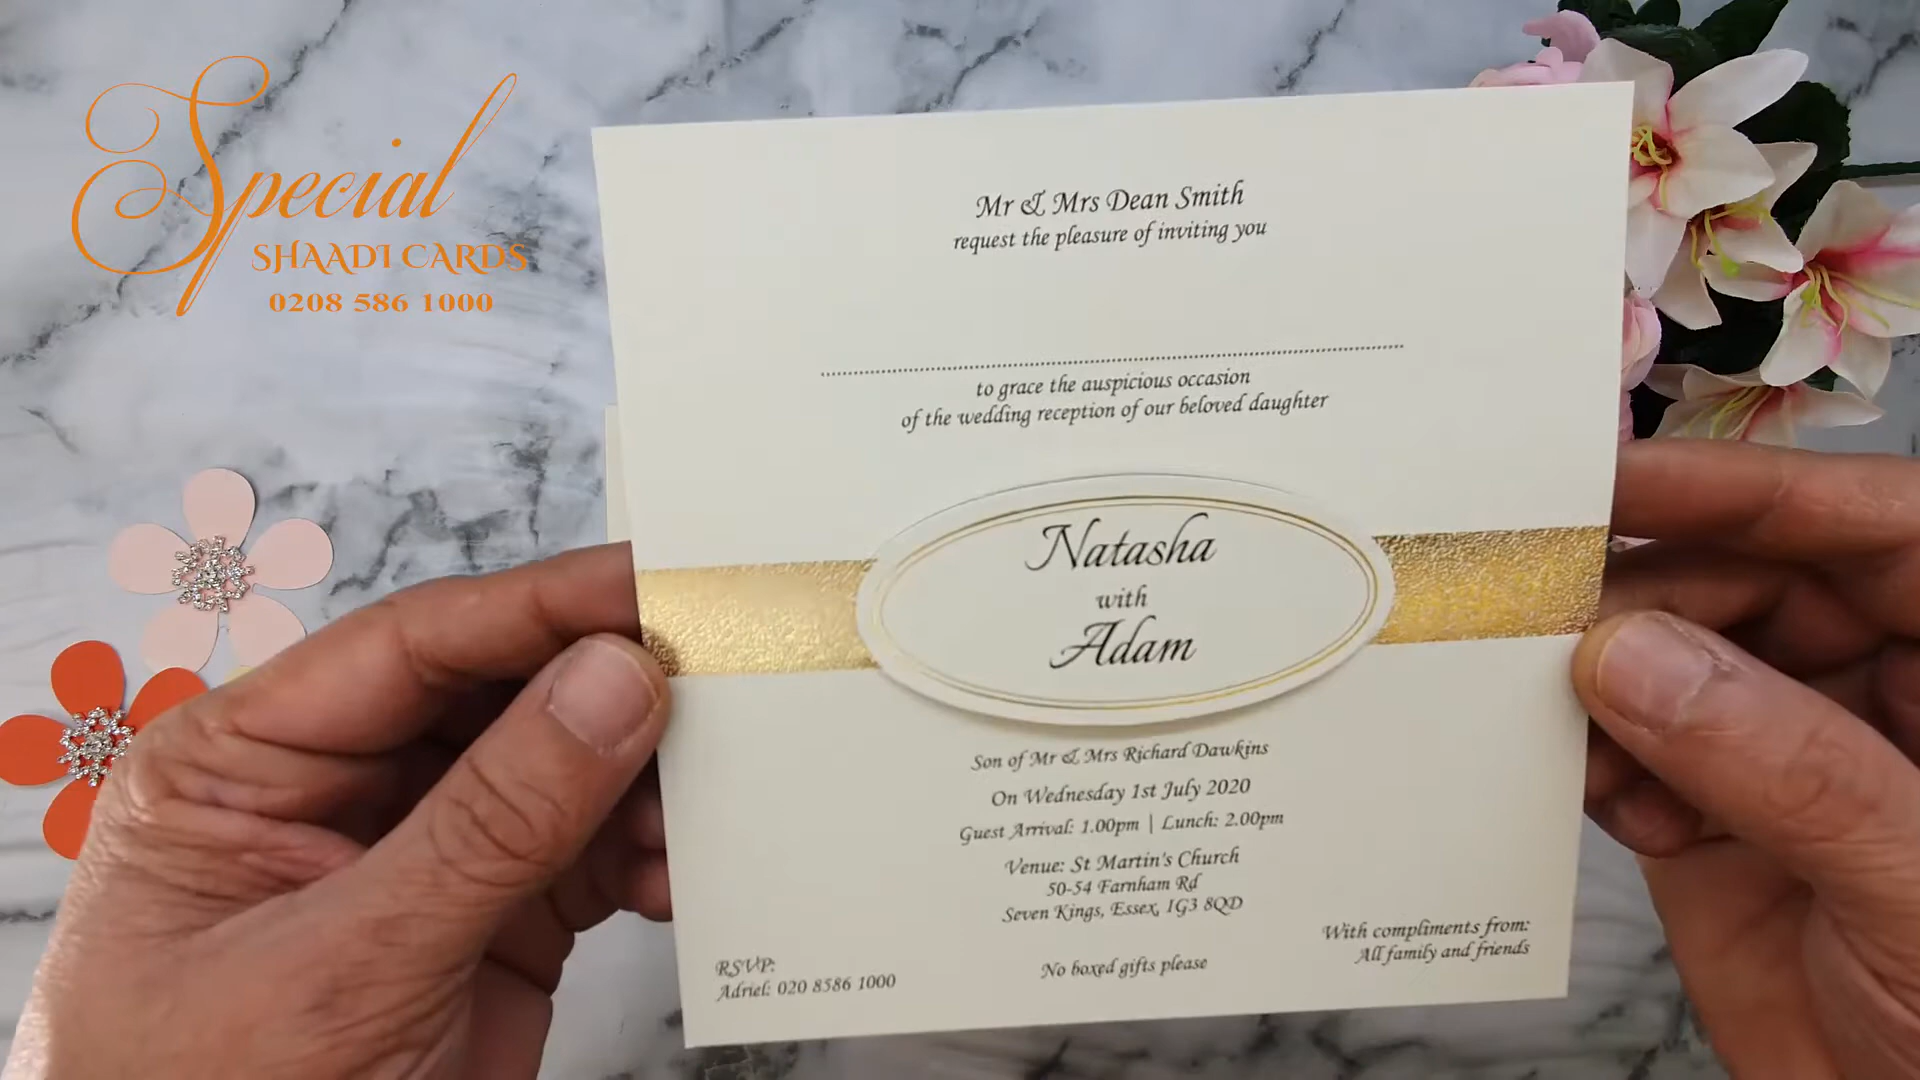 Special
SHAADI CARDS
0208 586 1000
Mr & Mrs Dean Smith
request the pleasure of inviting you
to grace the auspicious occasion
of the wedding reception of our beloved daughter
Natasha
with
Adam
Son of Mr & Mrs Richard Dawkins
On Wednesday 1st July 2020
Guest Arrival: 1.00pm | Lunch: 2.00pm
Venue: St Martin's Church
50-54 Farnham Rd
Seven Kings, Essex, IG3 8QD
RSVP:
Adriel: 020 8586 1000
No boxed gifts please
With compliments from:
All family and friends